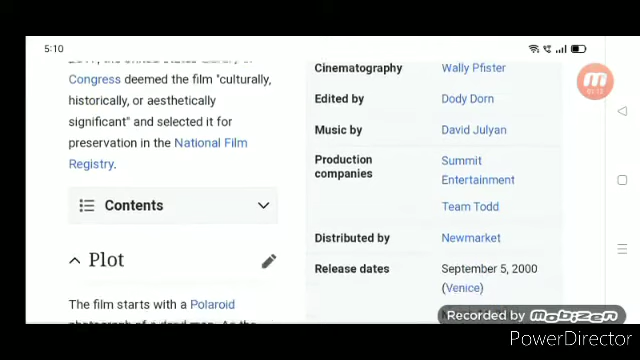 5:10
Congress deemed the film "culturally,
historically, or aesthetically
significant" and selected it for
preservation in the National Film
Registry.
Contents
Plot
The film starts with a Polaroid
Cinematography Wally Pfister
Edited by Dody Dorn
Music by David Julyan
Production companies Summit Entertainment
Team Todd
Distributed by Newmarket
Release dates September 5, 2000
(Venice)
01:12
Recorded by Mobizen
PowerDirector